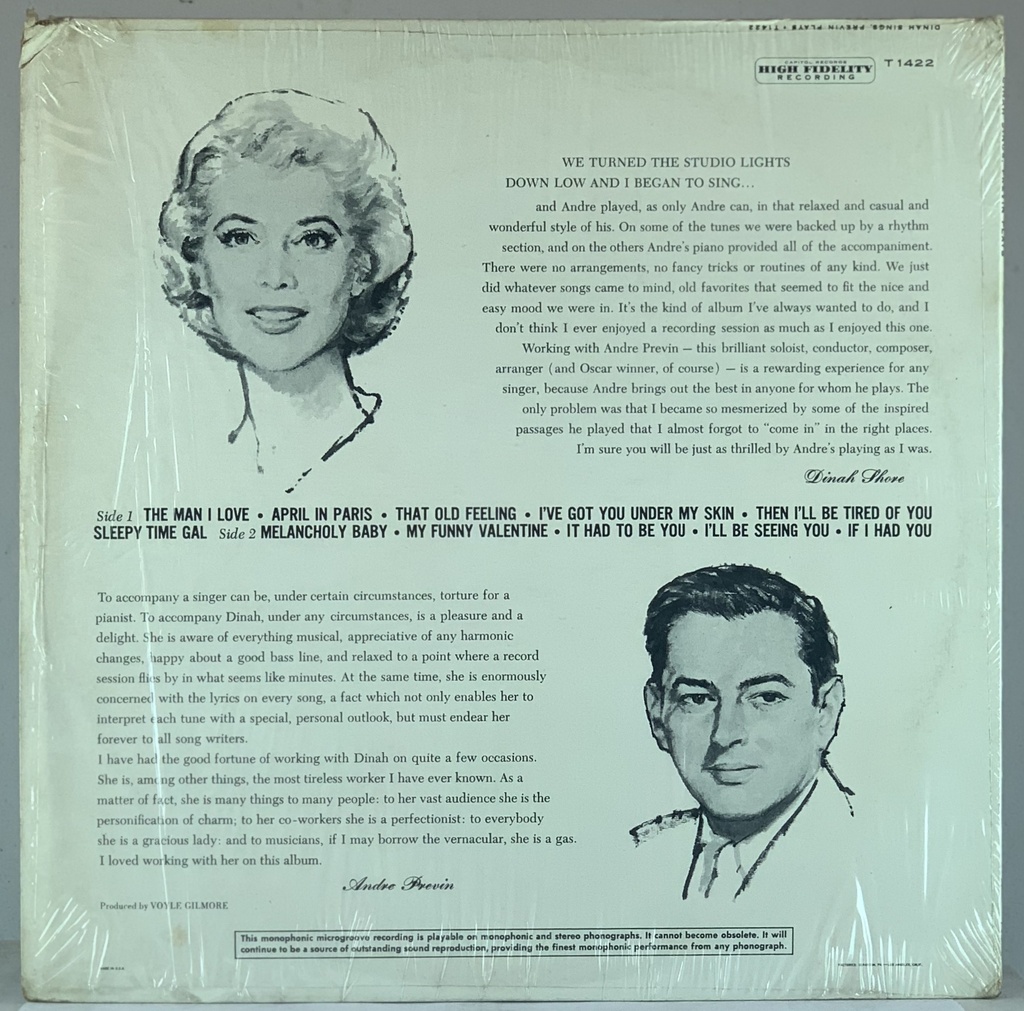 DINAH SINGS, PREVIN PLAYS • T1422
CAPITOL RECORDS
HIGH FIDELITY
RECORDING
T 1422
WE TURNED THE STUDIO LIGHTS
DOWN LOW AND I BEGAN TO SING...
and Andre played, as only Andre can, in that relaxed and casual and
wonderful style of his. On some of the tunes we were backed up by a rhythm
section, and on the others Andre's piano provided all of the accompaniment.
There were no arrangements, no fancy tricks or routines of any kind. We just
did whatever songs came to mind, old favorites that seemed to fit the nice and
easy mood we were in. It's the kind of album I've always wanted to do, and I
don't think I ever enjoyed a recording session as much as I enjoyed this one.
Working with Andre Previn — this brilliant soloist, conductor, composer,
arranger (and Oscar winner, of course) — is a rewarding experience for any
singer, because Andre brings out the best in anyone for whom he plays. The
only problem was that I became so mesmerized by some of the inspired
passages he played that I almost forgot to "come in" in the right places.
I'm sure you will be just as thrilled by Andre's playing as I was.
Dinah Shore
Side 1 THE MAN I LOVE • APRIL IN PARIS • THAT OLD FEELING • I'VE GOT YOU UNDER MY SKIN • THEN I'LL BE TIRED OF YOU
SLEEPY TIME GAL Side 2 MELANCHOLY BABY • MY FUNNY VALENTINE • IT HAD TO BE YOU • I'LL BE SEEING YOU • IF I HAD YOU
To accompany a singer can be, under certain circumstances, torture for a
pianist. To accompany Dinah, under any circumstances, is a pleasure and a
delight. She is aware of everything musical, appreciative of any harmonic
changes, happy about a good bass line, and relaxed to a point where a record
session flies by in what seems like minutes. At the same time, she is enormously
concerned with the lyrics on every song, a fact which not only enables her to
interpret each tune with a special, personal outlook, but must endear her
forever to all song writers.
I have had the good fortune of working with Dinah on quite a few occasions.
She is, among other things, the most tireless worker I have ever known. As a
matter of fact, she is many things to many people: to her vast audience she is the
personification of charm; to her co-workers she is a perfectionist: to everybody
she is a gracious lady: and to musicians, if I may borrow the vernacular, she is a gas.
I loved working with her on this album.
Andre Previn
Produced by VOYLE GILMORE
This monophonic microgroove recording is playable on monophonic and stereo phonographs. It cannot become obsolete. It will
continue to be a source of outstanding sound reproduction, providing the finest monophonic performance from any phonograph.
MADE IN U.S.A.